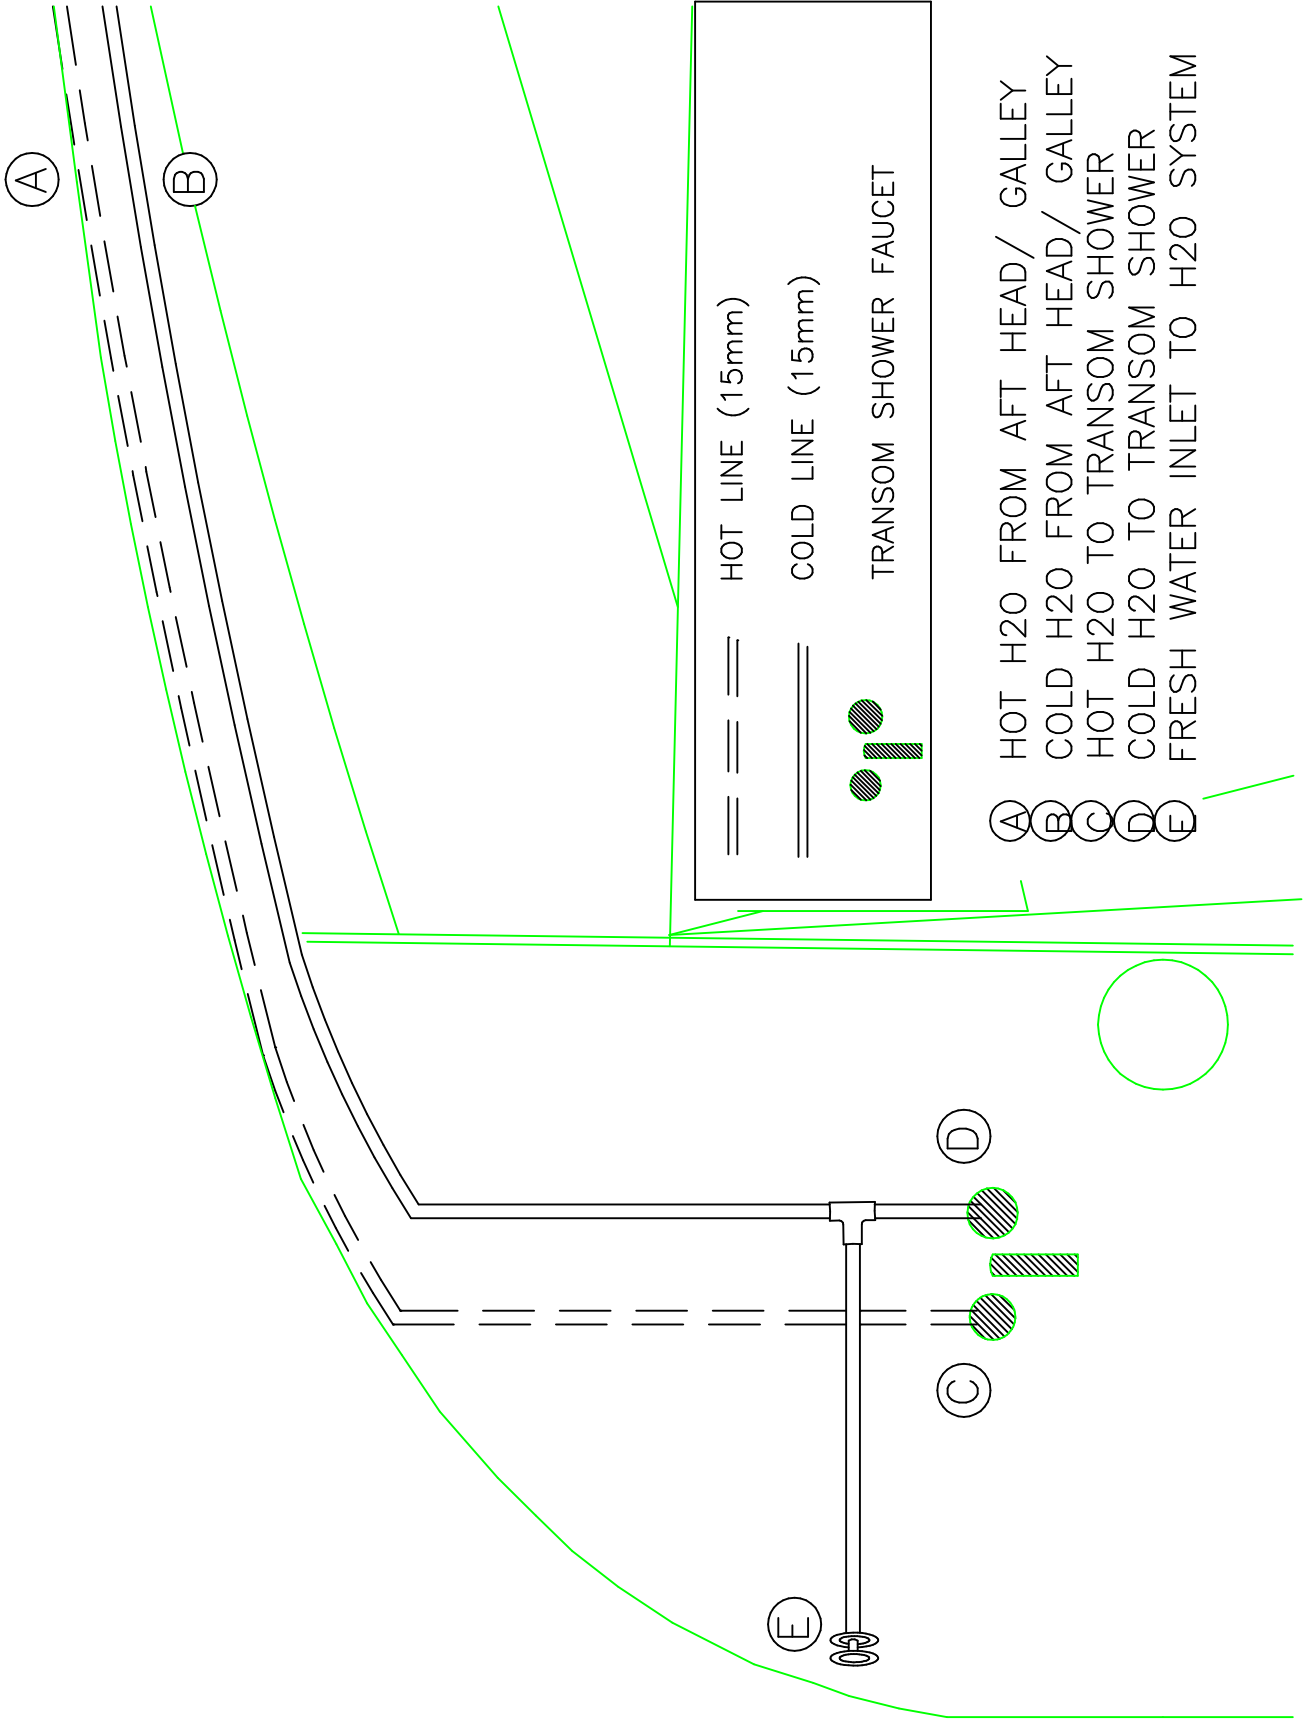 A
B
HOT LINE (15mm)
COLD LINE (15mm)
TRANSOM SHOWER FAUCET
A HOT H2O FROM AFT HEAD/ GALLEY
B COLD H2O FROM AFT HEAD/ GALLEY
C HOT H2O TO TRANSOM SHOWER
D COLD H2O TO TRANSOM SHOWER
E FRESH WATER INLET TO H2O SYSTEM
D
C
E